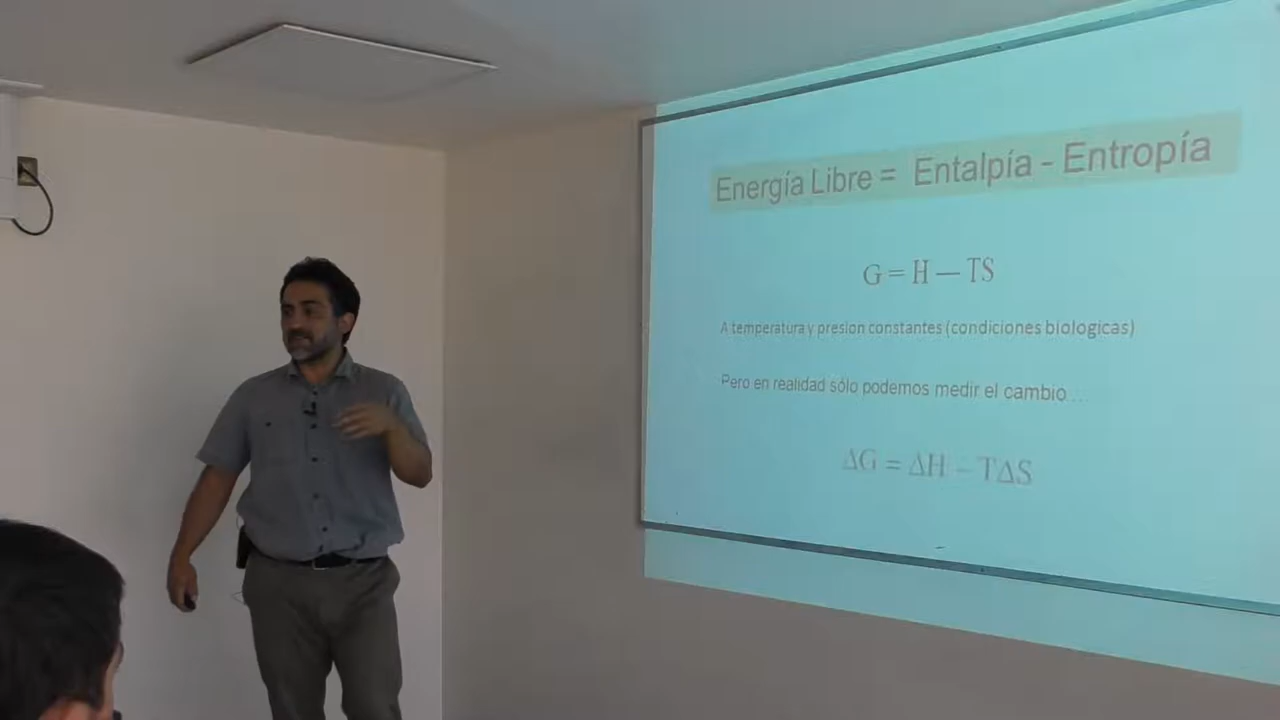 Energía Libre = Entalpía - Entropía
G = H — TS
A temperatura y presion constantes (condiciones biologicas)
Pero en realidad sólo podemos medir el cambo…
ΔG = ΔH – TΔS